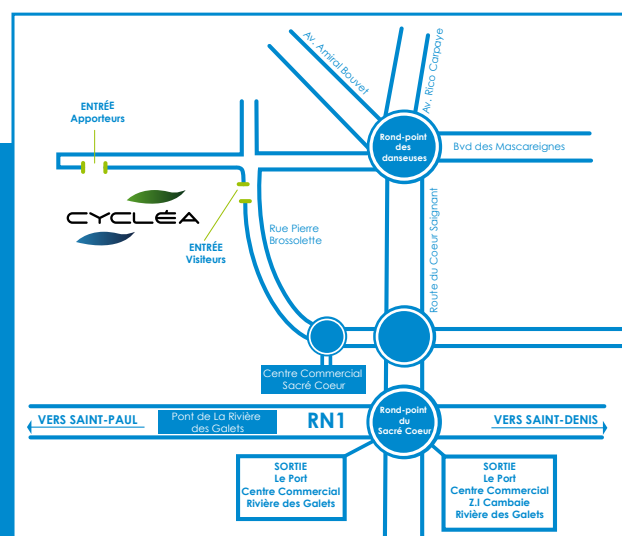 Av. Amiral Bouvet
Av. Rico Carpaye
ENTRÉE
Apporteurs
Rond-point
des
danseuses
Bvd des Mascareignes
CYCLÉA
ENTRÉE
Visiteurs
Rue Pierre
Brossolette
Route du Coeur Saignant
Centre Commercial
Sacré Coeur
VERS SAINT-PAUL
Pont de La Rivière
des Galets
RN1
Rond-point
du
Sacré Coeur
VERS SAINT-DENIS
SORTIE
Le Port
Centre Commercial
Rivière des Galets
SORTIE
Le Port
Centre Commercial
Z.I Cambaie
Rivière des Galets